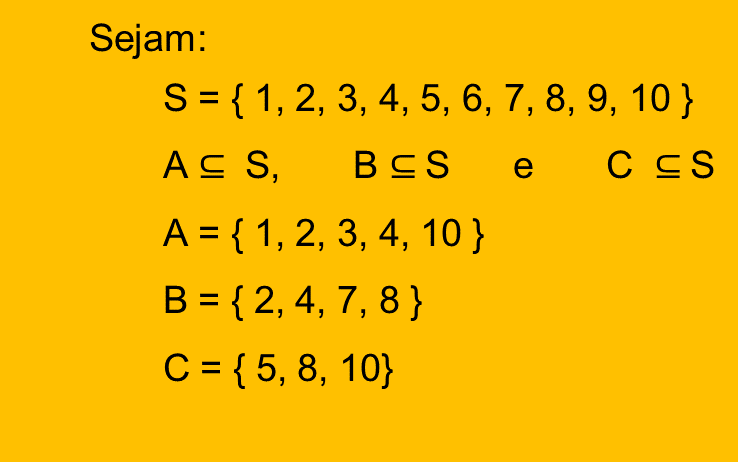 Sejam:
S = { 1, 2, 3, 4, 5, 6, 7, 8, 9, 10 }
A ⊆ S, B ⊆ S e C ⊆ S
A = { 1, 2, 3, 4, 10 }
B = { 2, 4, 7, 8 }
C = { 5, 8, 10}